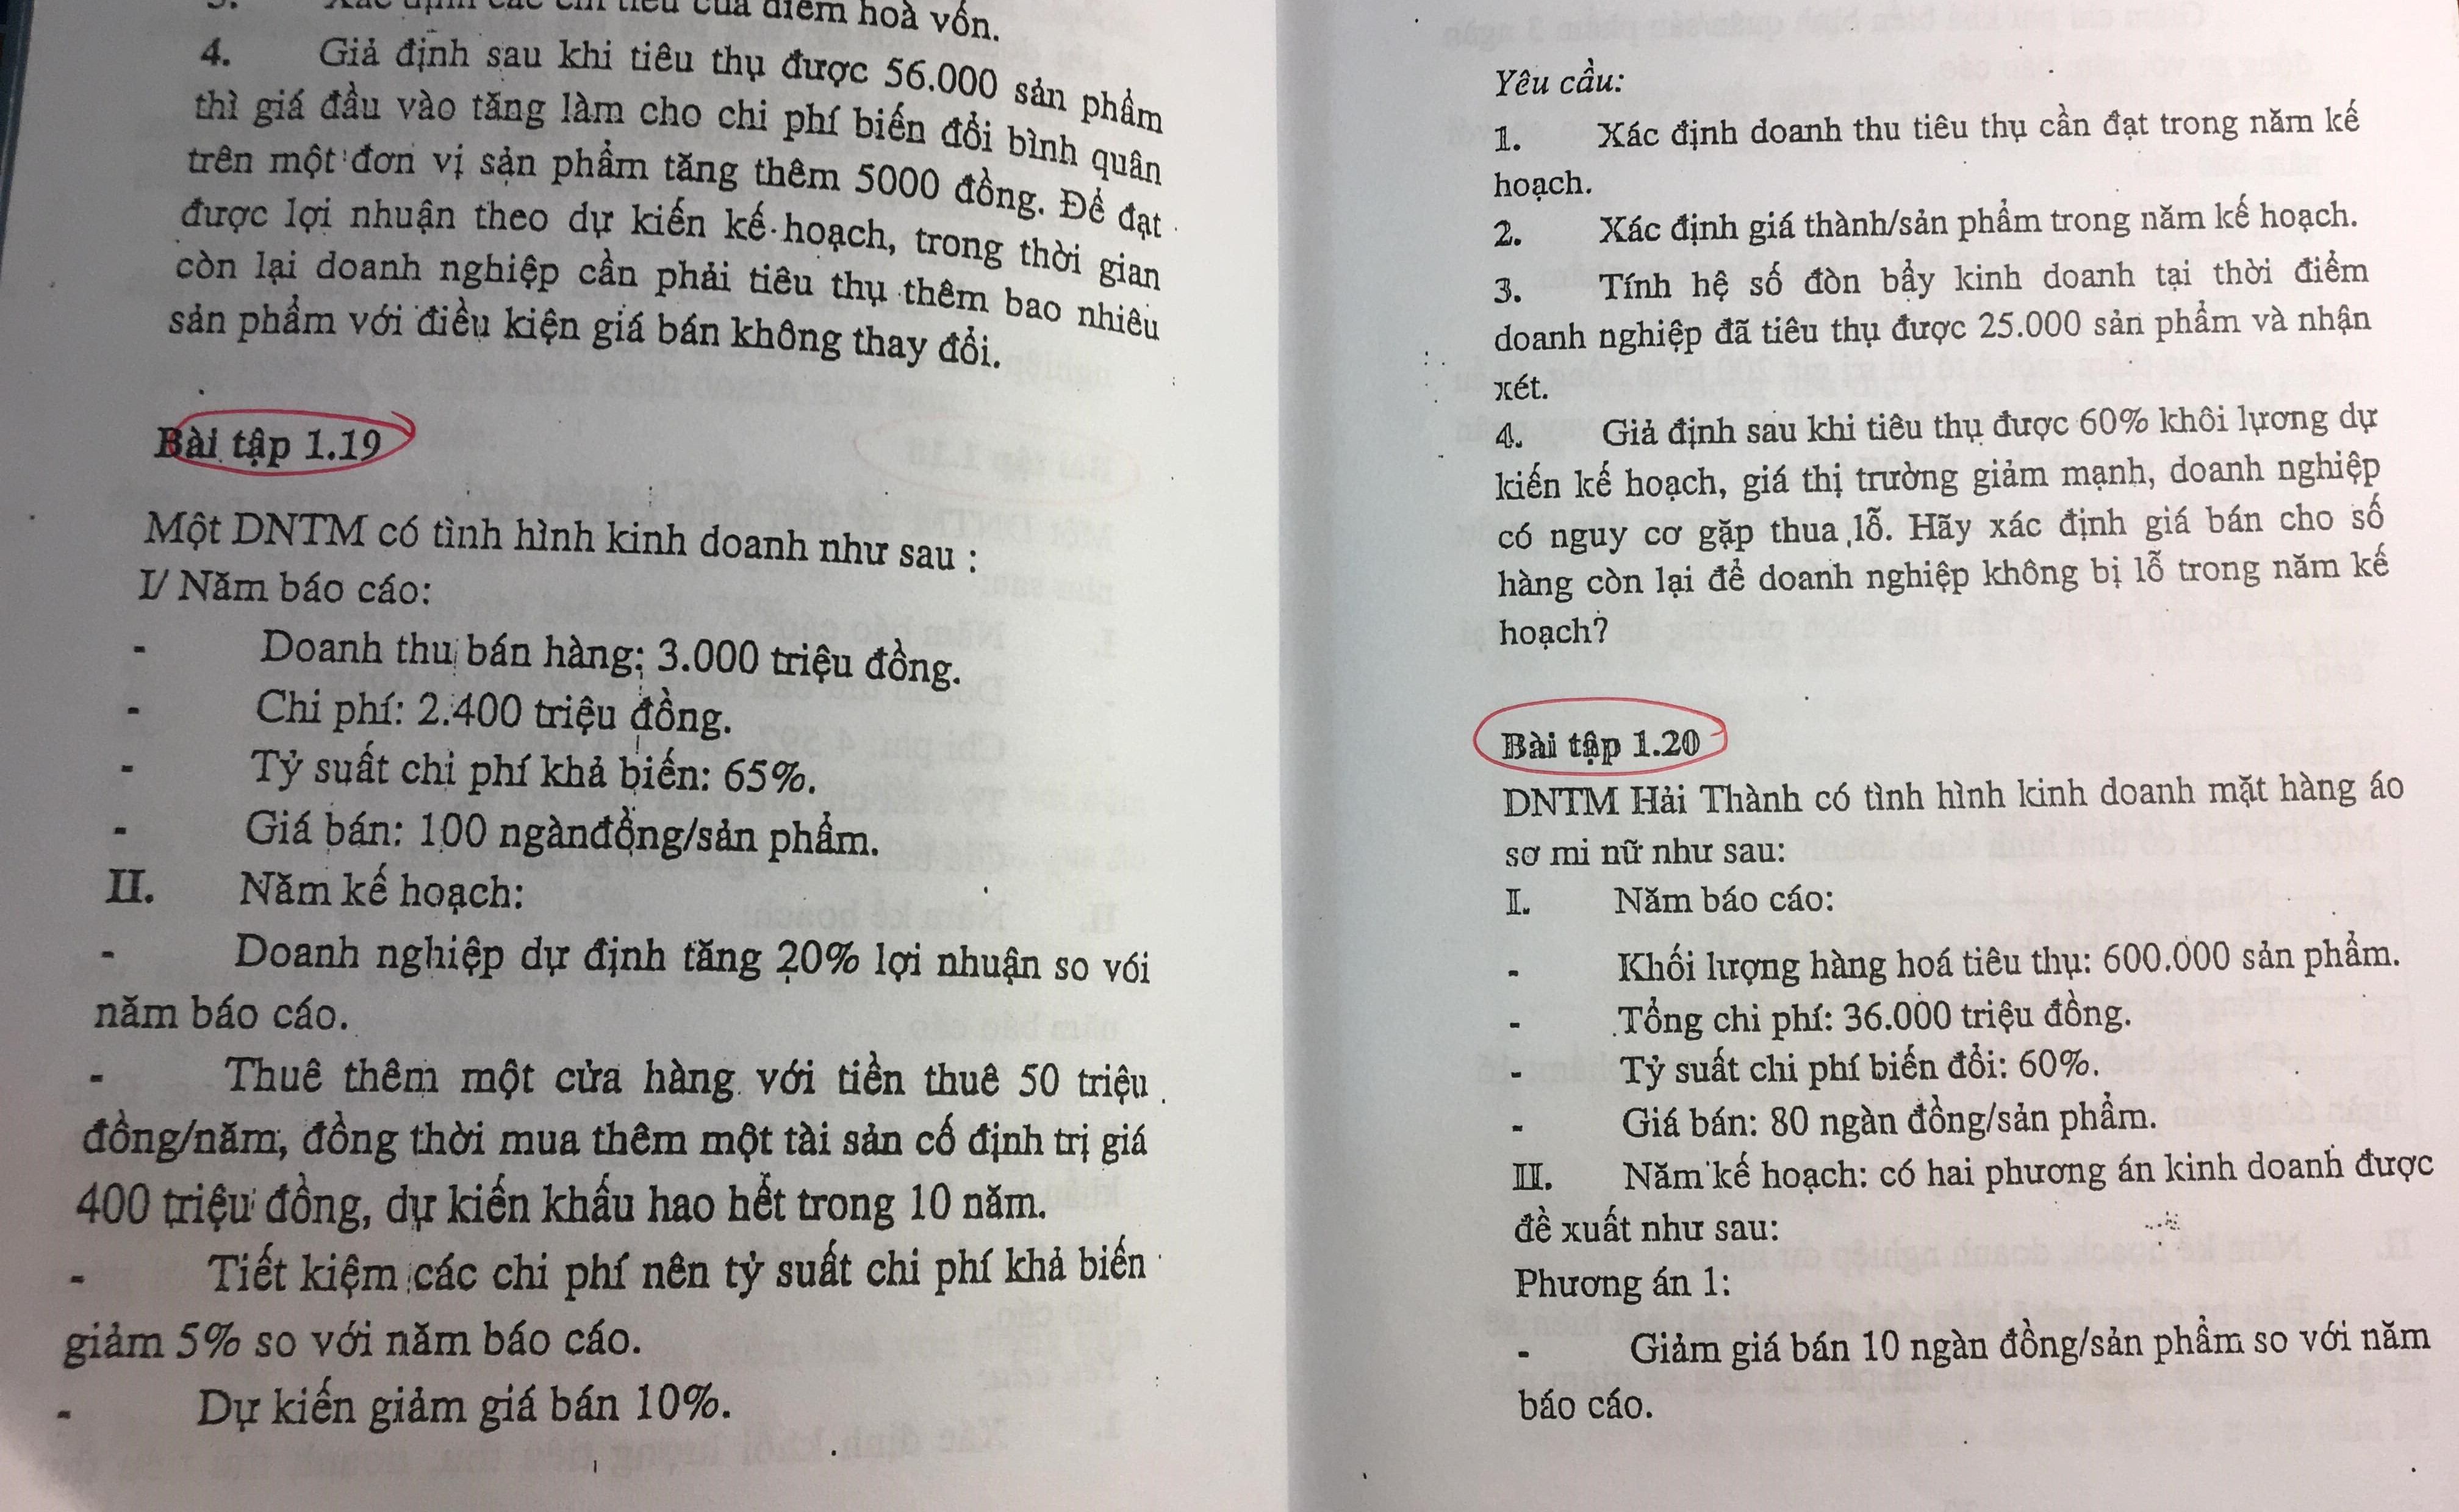 3. Xác định các chỉ tiêu của điểm hoà vốn.
4. Giả định sau khi tiêu thụ được 56.000 sản phẩm
thì giá đầu vào tăng làm cho chi phí biến đổi bình quân
trên một đơn vị sản phẩm tăng thêm 5000 đồng. Để đạt
được lợi nhuận theo dự kiến kế hoạch, trong thời gian
còn lại doanh nghiệp cần phải tiêu thụ thêm bao nhiêu
sản phẩm với điều kiện giá bán không thay đổi.
Bài tập 1.19
Một DNTM có tình hình kinh doanh như sau :
I/ Năm báo cáo:
- Doanh thu bán hàng: 3.000 triệu đồng.
- Chi phí: 2.400 triệu đồng.
- Tỷ suất chi phí khả biến: 65%.
- Giá bán: 100 ngànđồng/sản phẩm.
II. Năm kế hoạch:
- Doanh nghiệp dự định tăng 20% lợi nhuận so với
năm báo cáo.
- Thuê thêm một cửa hàng với tiền thuê 50 triệu
đồng/năm, đồng thời mua thêm một tài sản cố định trị giá
400 triệu đồng, dự kiến khấu hao hết trong 10 năm.
- Tiết kiệm các chi phí nên tỷ suất chi phí khả biến
giảm 5% so với năm báo cáo.
- Dự kiến giảm giá bán 10%.
Yêu cầu:
1. Xác định doanh thu tiêu thụ cần đạt trong năm kế
hoạch.
2. Xác định giá thành/sản phẩm trong năm kế hoạch.
3. Tính hệ số đòn bẩy kinh doanh tại thời điểm
doanh nghiệp đã tiêu thụ được 25.000 sản phẩm và nhận
xét.
4. Giả định sau khi tiêu thụ được 60% khôi lượng dự
kiến kế hoạch, giá thị trường giảm mạnh, doanh nghiệp
có nguy cơ gặp thua lỗ. Hãy xác định giá bán cho số
hàng còn lại để doanh nghiệp không bị lỗ trong năm kế
hoạch?
Bài tập 1.20
DNTM Hải Thành có tình hình kinh doanh mặt hàng áo
sơ mi nữ như sau:
I. Năm báo cáo:
- Khối lượng hàng hoá tiêu thụ: 600.000 sản phẩm.
- Tổng chi phí: 36.000 triệu đồng.
- Tỷ suất chi phí biến đổi: 60%.
- Giá bán: 80 ngàn đồng/sản phẩm.
II. Năm kế hoạch: có hai phương án kinh doanh được
đề xuất như sau:
Phương án 1:
- Giảm giá bán 10 ngàn đồng/sản phẩm so với năm
báo cáo.